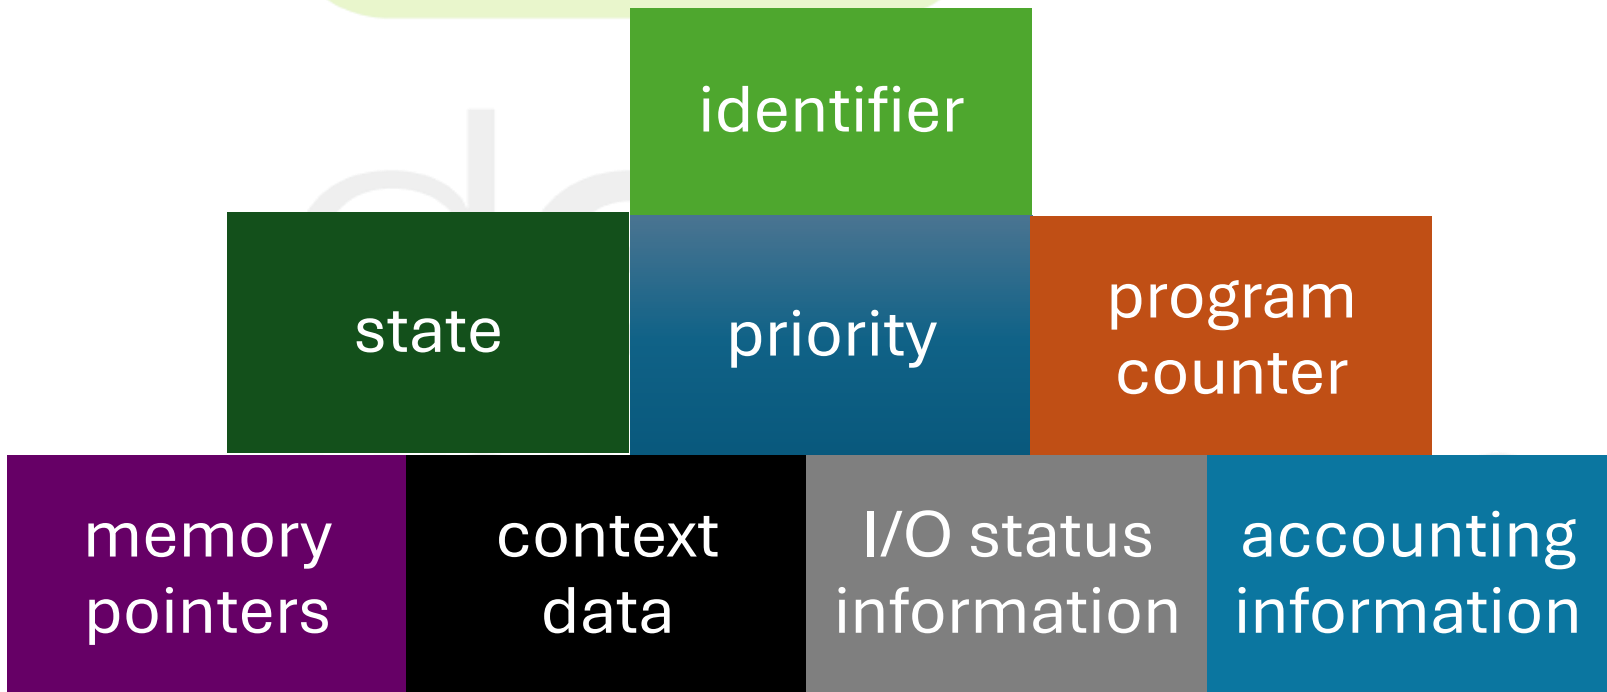 identifier
state
priority
program
counter
memory
pointers
context
data
I/O status
information
accounting
information